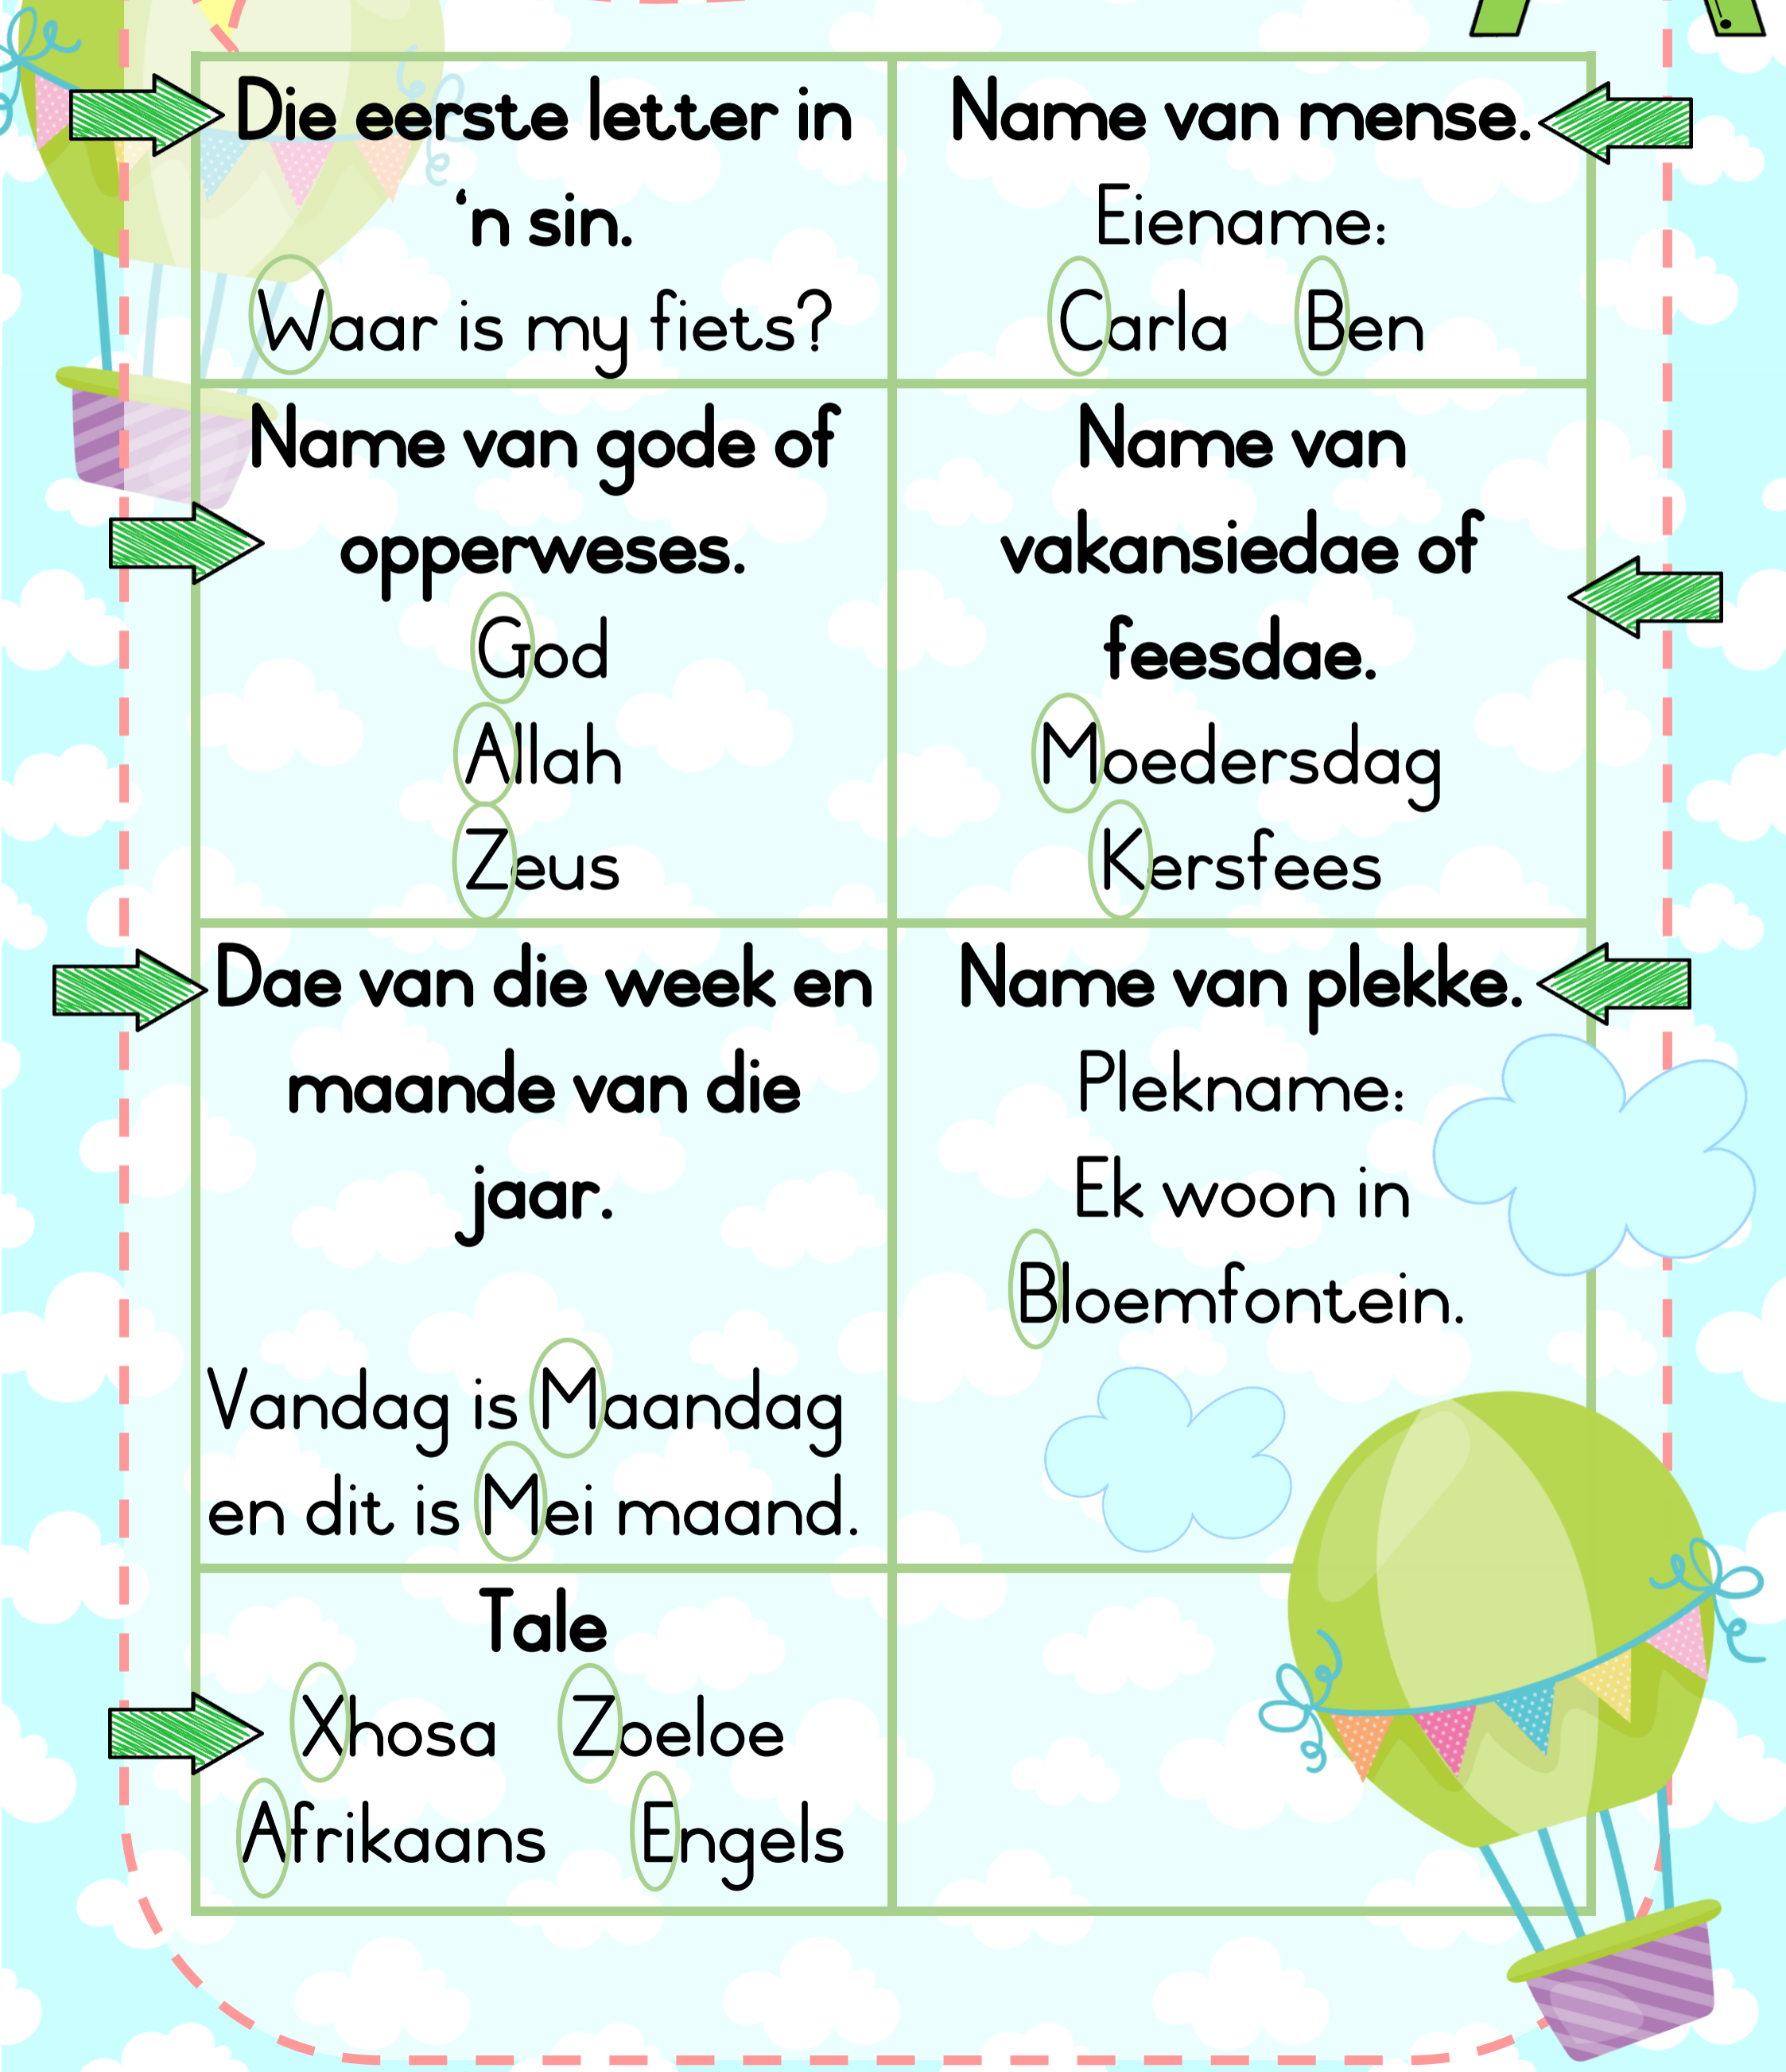 Die eerste letter in
‘n sin.
Waar is my fiets?
Name van mense.
Eiename:
Carla Ben
Name van gode of
opperweses.
God
Allah
Zeus
Name van
vakansiedae of
feesdae.
Moedersdag
Kersfees
Dae van die week en
maande van die
jaar.
Vandag is Maandag
en dit is Mei maand.
Name van plekke.
Plekname:
Ek woon in
Bloemfontein.
Tale
Xhosa Zoeloe
Afrikaans Engels